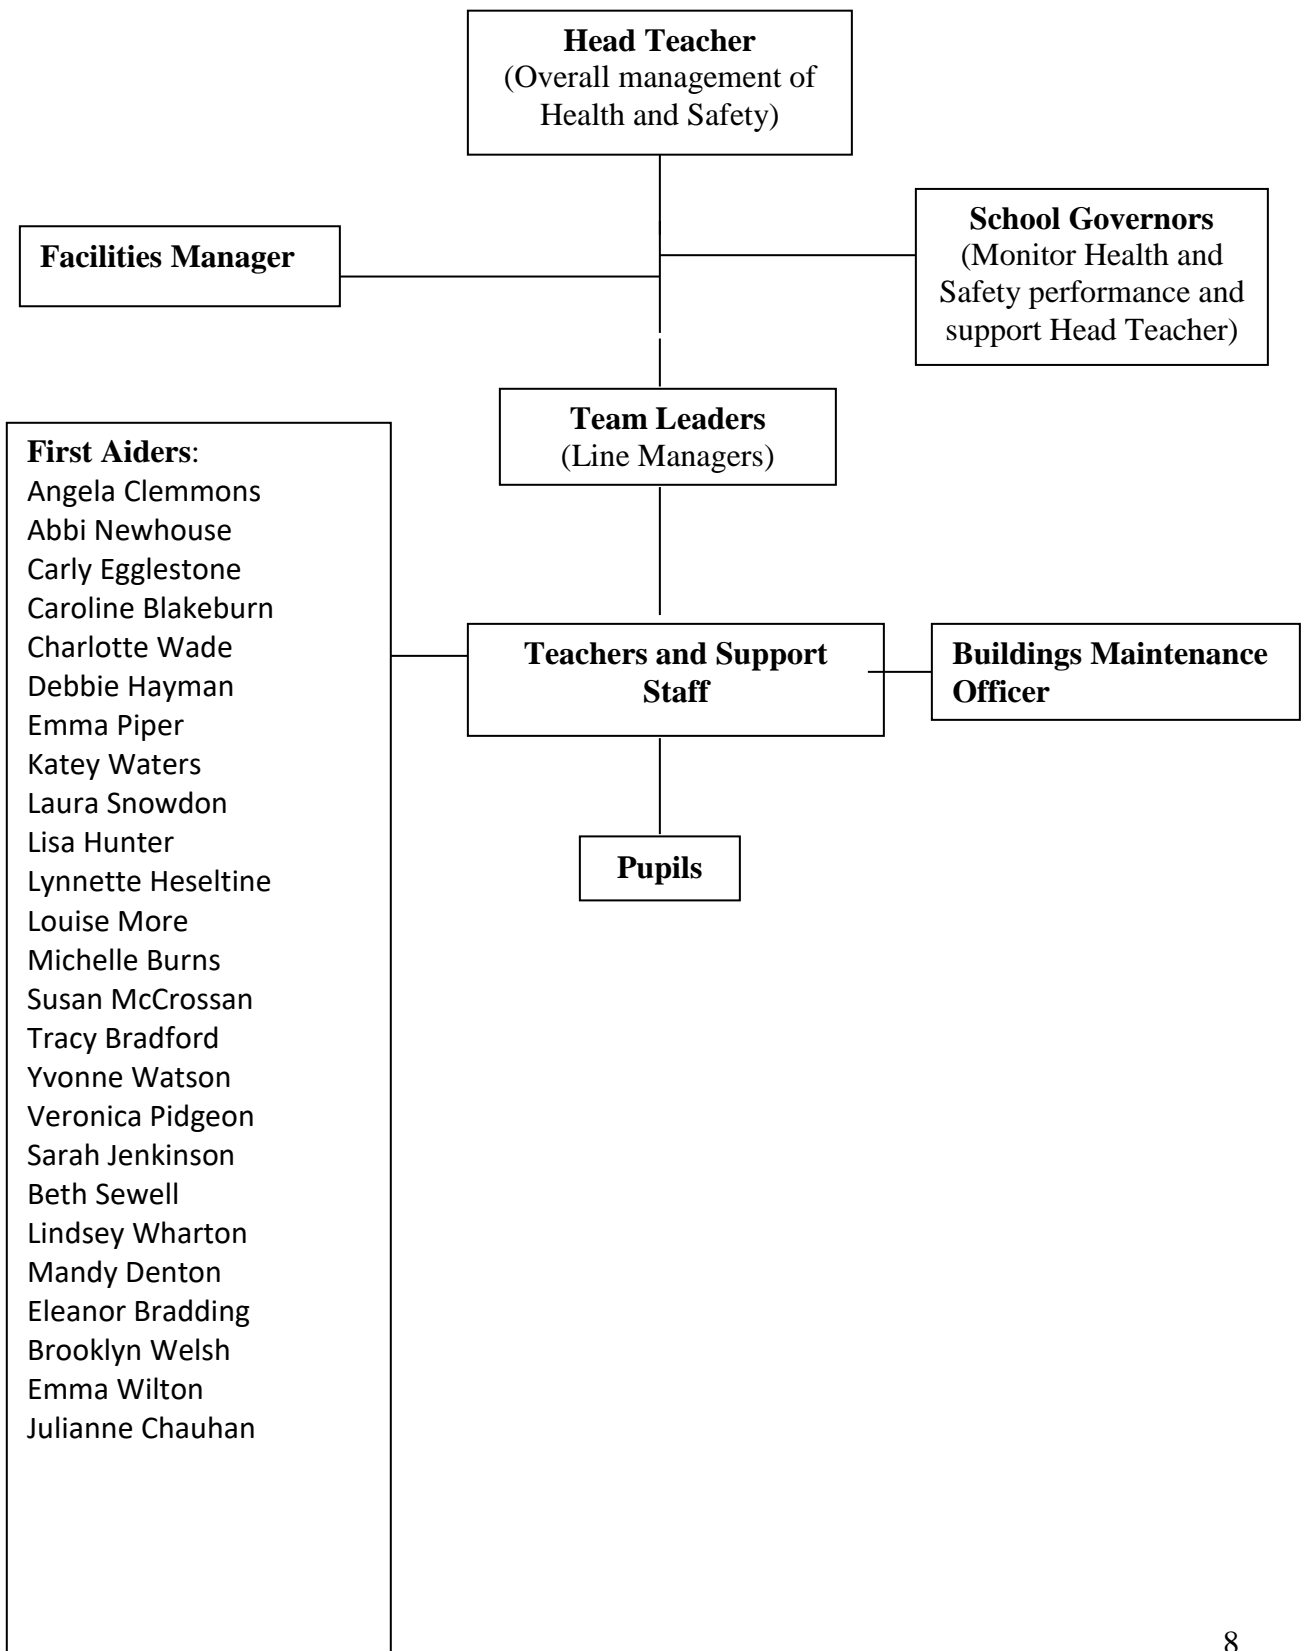 Head Teacher
(Overall management of
Health and Safety)
School Governors
(Monitor Health and
Safety performance and
support Head Teacher)
Facilities Manager
Team Leaders
(Line Managers)
First Aiders:
Angela Clemmons
Abbi Newhouse
Carly Egglestone
Caroline Blakeburn
Charlotte Wade
Debbie Hayman
Emma Piper
Katey Waters
Laura Snowdon
Lisa Hunter
Lynnette Heseltine
Louise More
Michelle Burns
Susan McCrossan
Tracy Bradford
Yvonne Watson
Veronica Pidgeon
Sarah Jenkinson
Beth Sewell
Lindsey Wharton
Mandy Denton
Eleanor Bradding
Brooklyn Welsh
Emma Wilton
Julianne Chauhan
Teachers and Support
Staff
Buildings Maintenance
Officer
Pupils
8